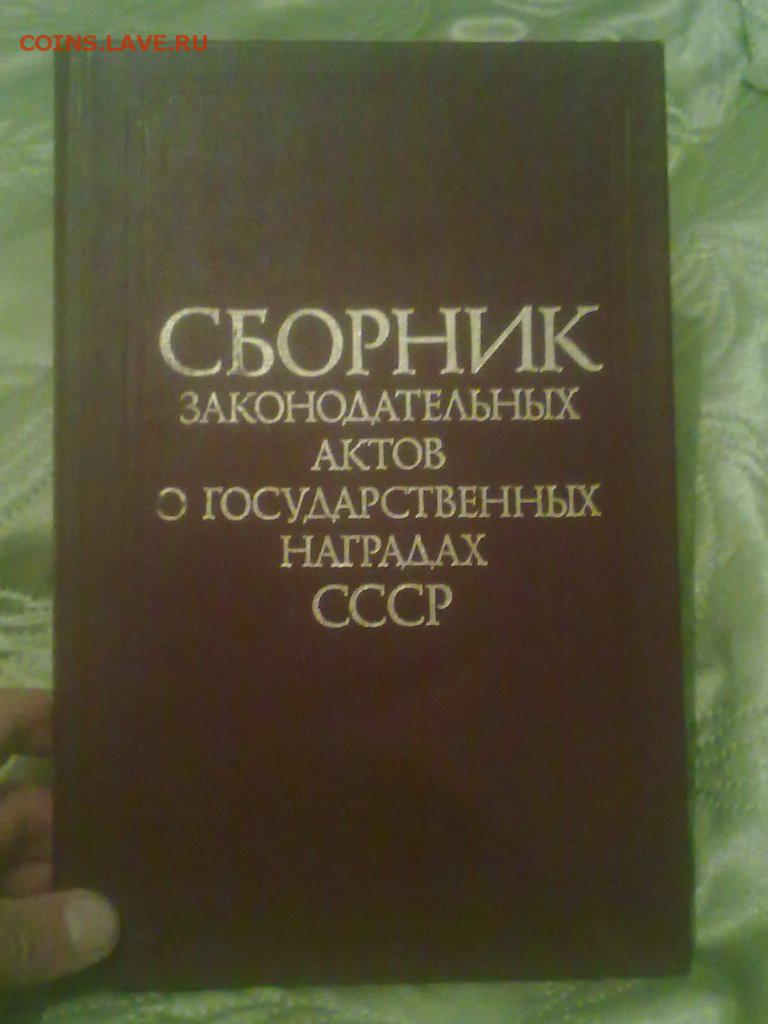 COINS.LAVE.RU
СБОРНИК
ЗАКОНОДАТЕЛЬНЫХ
АКТОВ
О ГОСУДАРСТВЕННЫХ
НАГРАДАХ
СССР